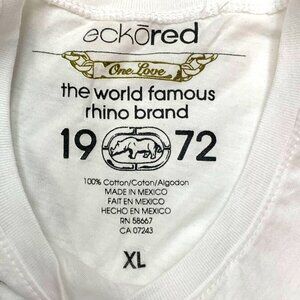 eckōred
One Love
the world famous
rhino brand
19 72
100% Cotton/Coton/Algodon
MADE IN MEXICO
FAIT EN MEXICO
HECHO EN MEXICO
RN 58667
CA 07243
XL